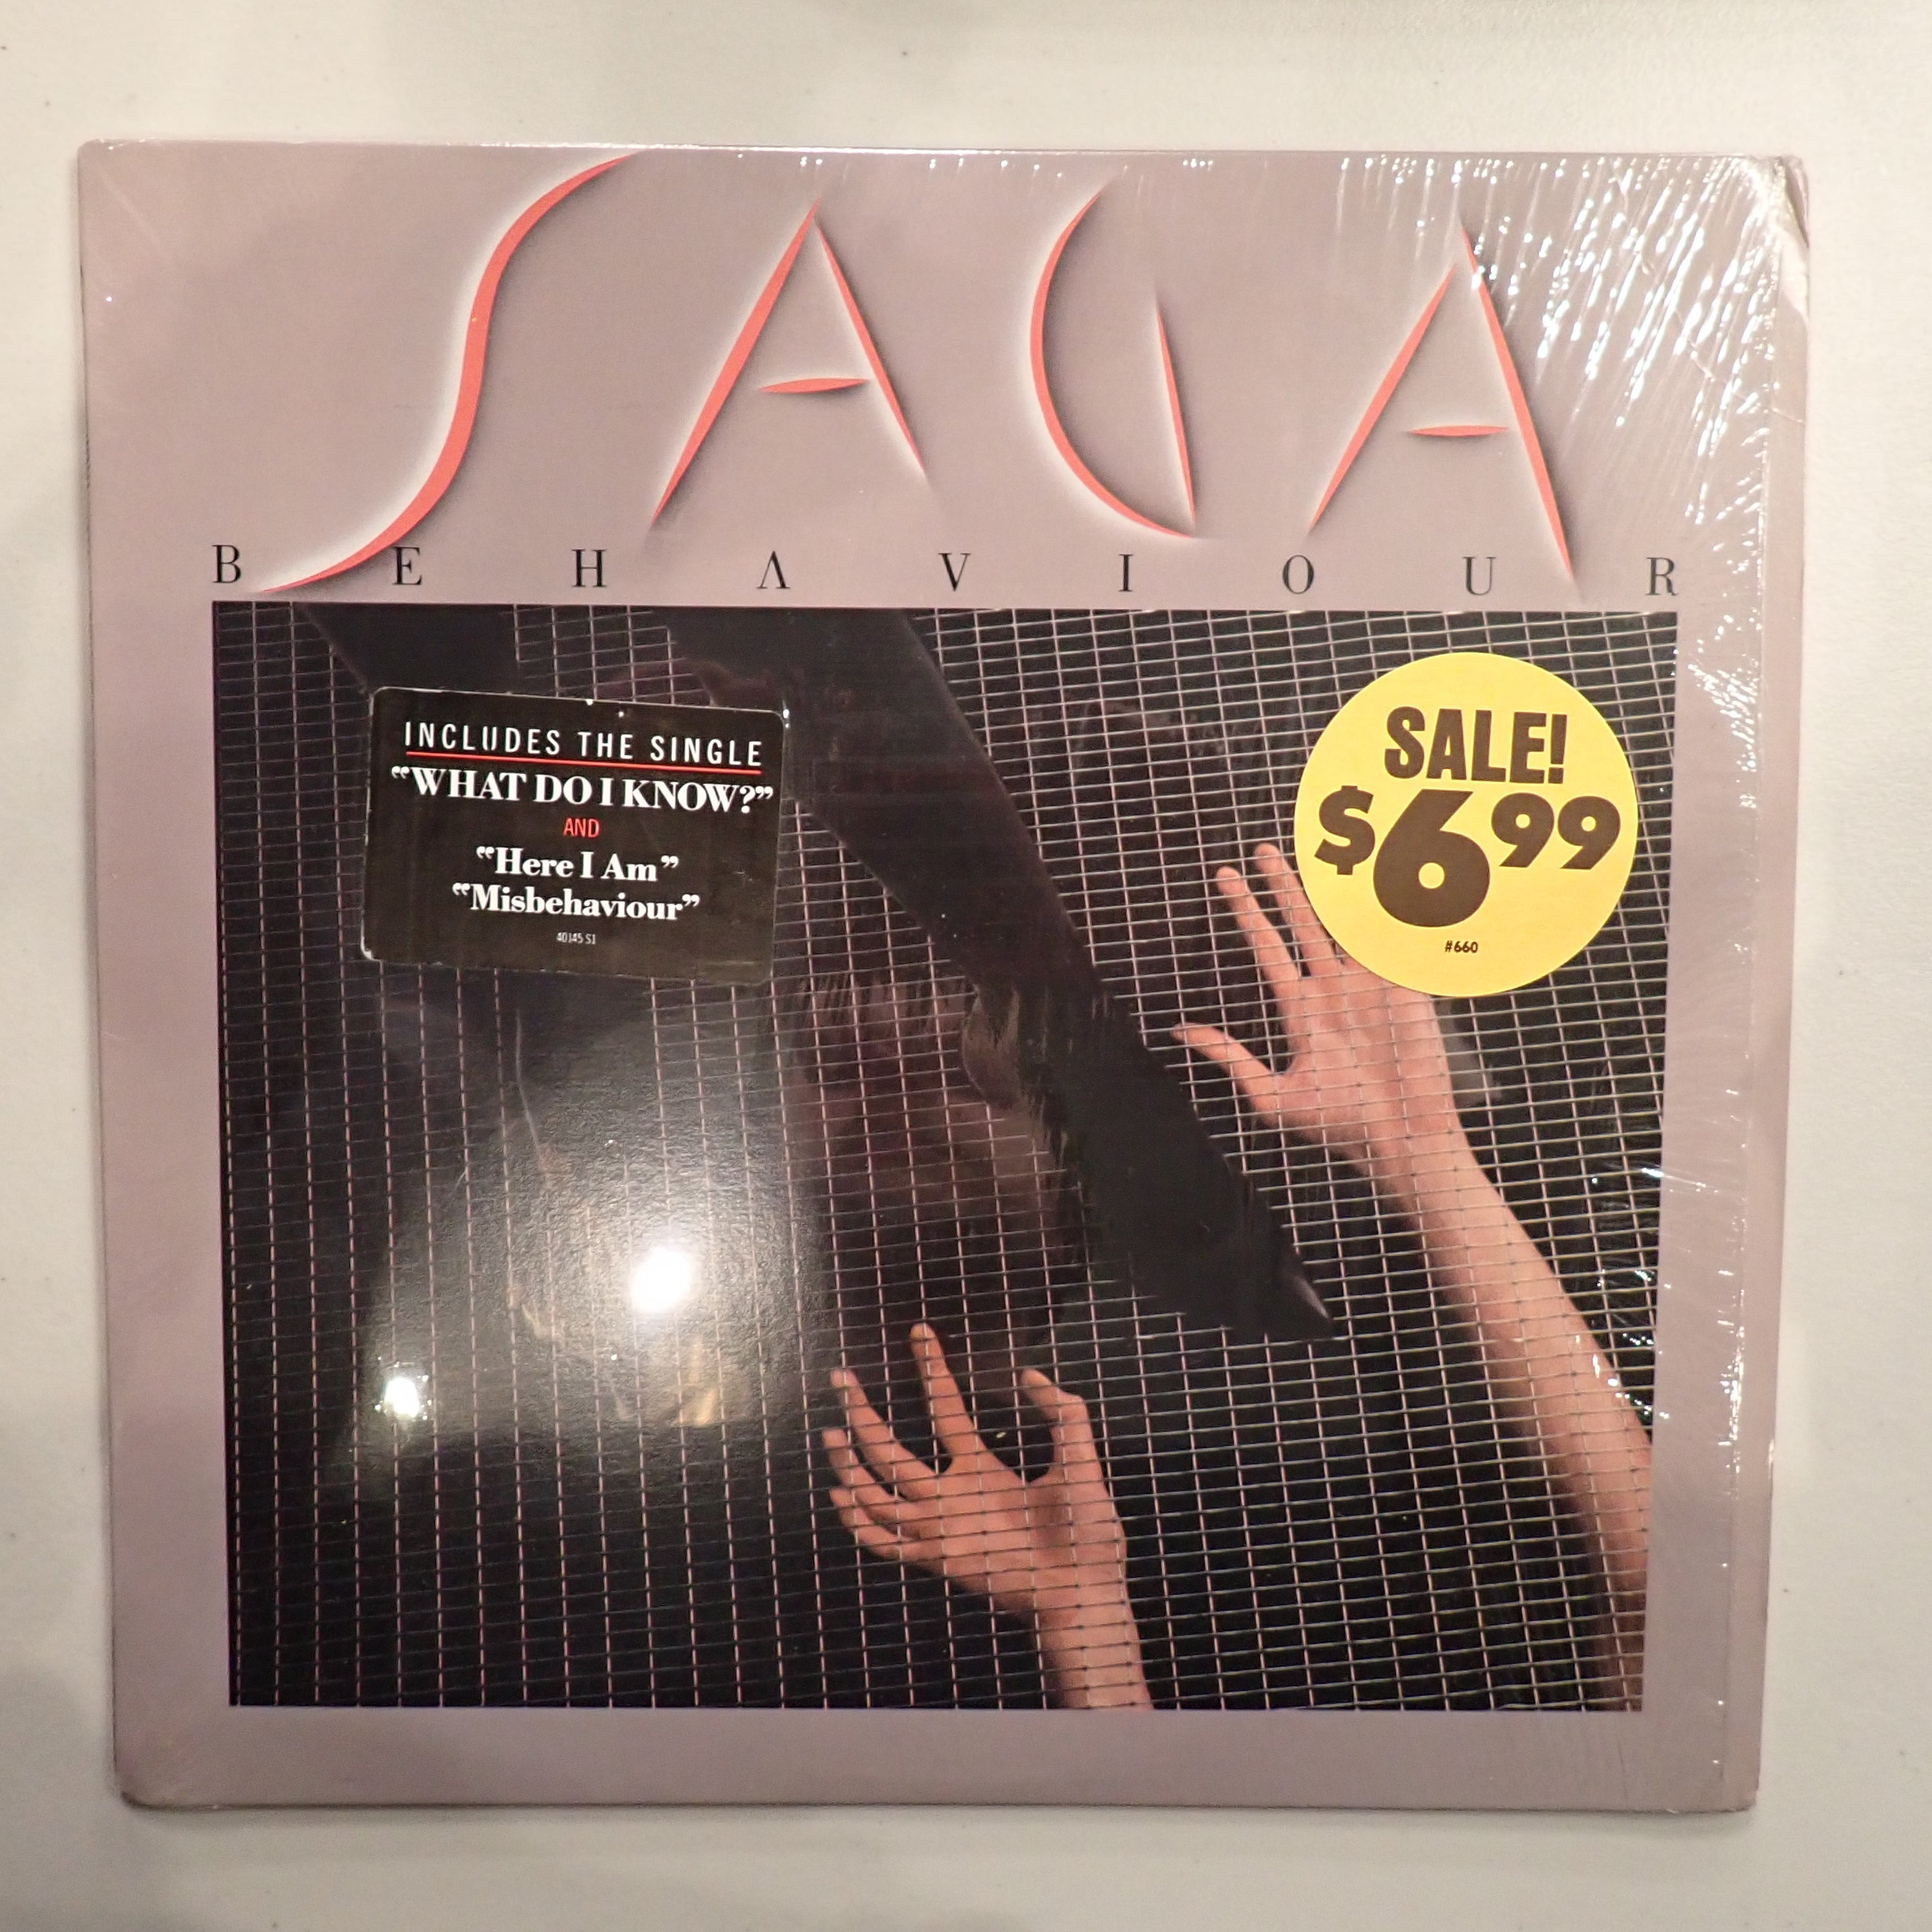 SAGA
BEHAVIOUR
INCLUDES THE SINGLE
“WHAT DO I KNOW?”
AND
“Here I Am”
“Misbehaviour”
40145 S1
SALE!
$6.99
#660